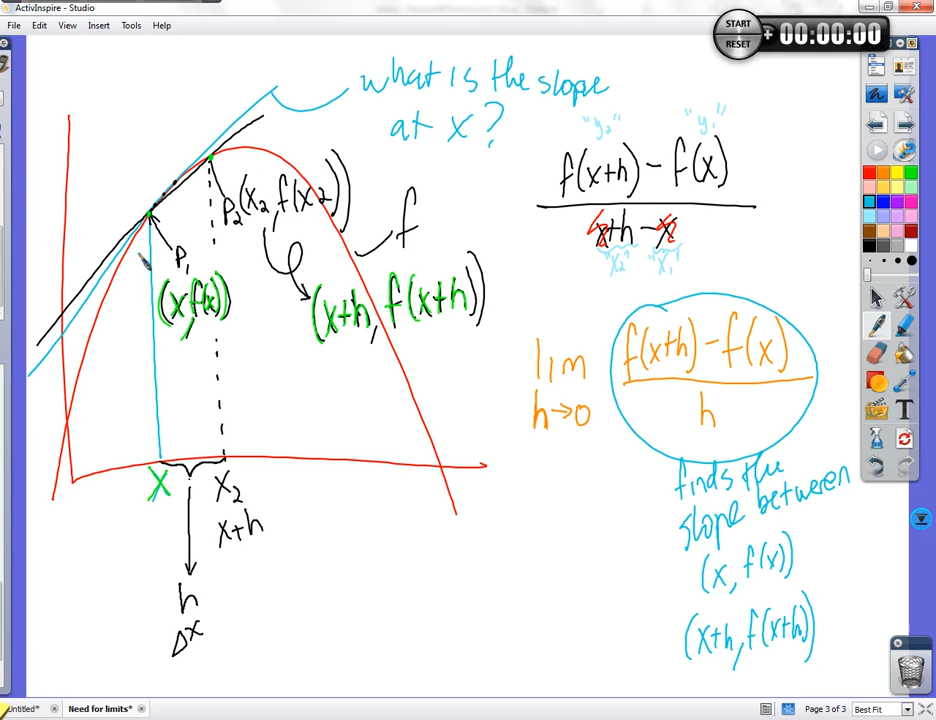 ActivInspire - Studio
File Edit View Insert Tools Help
START
RESET
+ 00:00:00
what is the slope
at x?
"y₂" "y₁"
f(x+h) - f(x)
x+h - x
"x₂" "x₁"
P₂(x₂, f(x2))
f
P₁
(x, f(x))
(x+h, f(x+h))
lim
h→0
f(x+h) - f(x)
h
finds the
slope between
(x, f(x))
(x+h, f(x+h))
X X₂
x+h
h
Δx
T
Untitled* Need for limits* Page 3 of 3 Best Fit